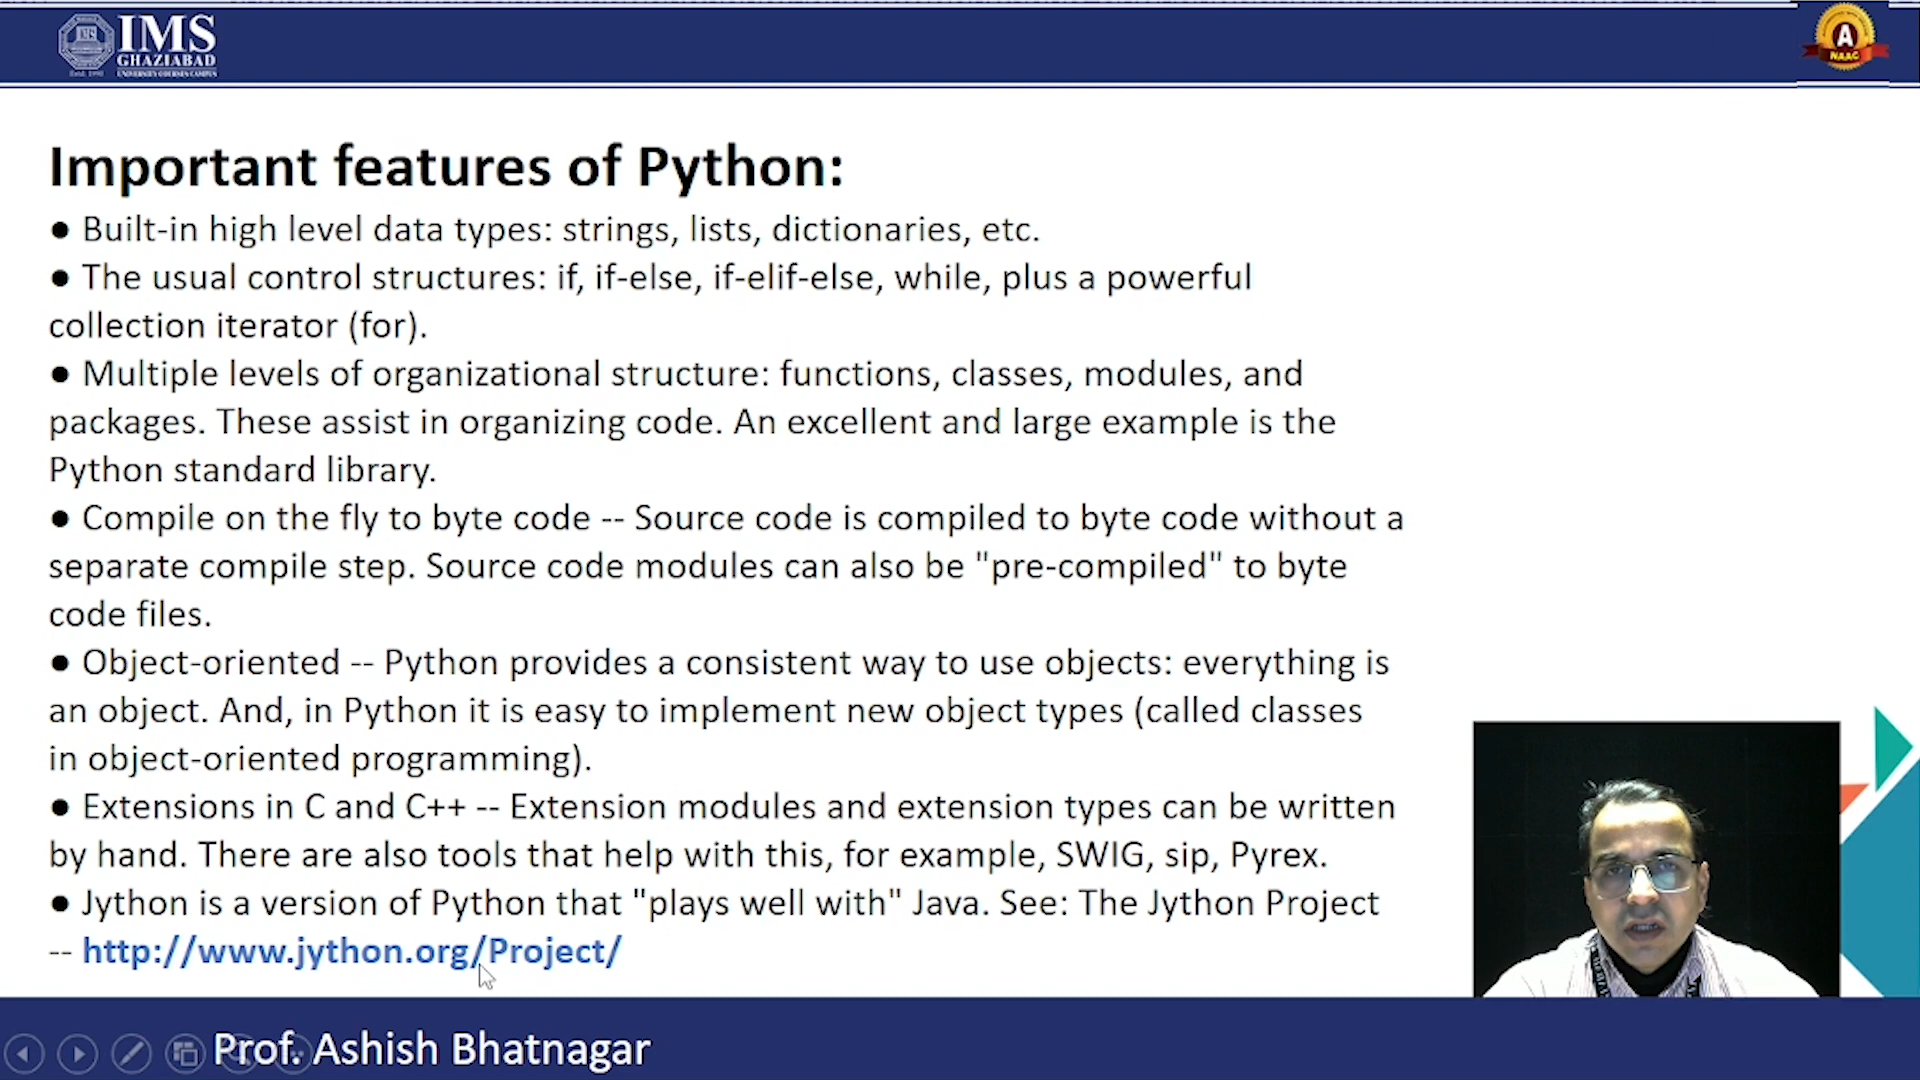 IMS
GHAZIABAD
UNIVERSITY COURSES CAMPUS
A
NAAC
Important features of Python:
● Built-in high level data types: strings, lists, dictionaries, etc.
● The usual control structures: if, if-else, if-elif-else, while, plus a powerful
collection iterator (for).
● Multiple levels of organizational structure: functions, classes, modules, and
packages. These assist in organizing code. An excellent and large example is the
Python standard library.
● Compile on the fly to byte code -- Source code is compiled to byte code without a
separate compile step. Source code modules can also be "pre-compiled" to byte
code files.
● Object-oriented -- Python provides a consistent way to use objects: everything is
an object. And, in Python it is easy to implement new object types (called classes
in object-oriented programming).
● Extensions in C and C++ -- Extension modules and extension types can be written
by hand. There are also tools that help with this, for example, SWIG, sip, Pyrex.
● Jython is a version of Python that "plays well with" Java. See: The Jython Project
-- http://www.jython.org/Project/
Prof. Ashish Bhatnagar